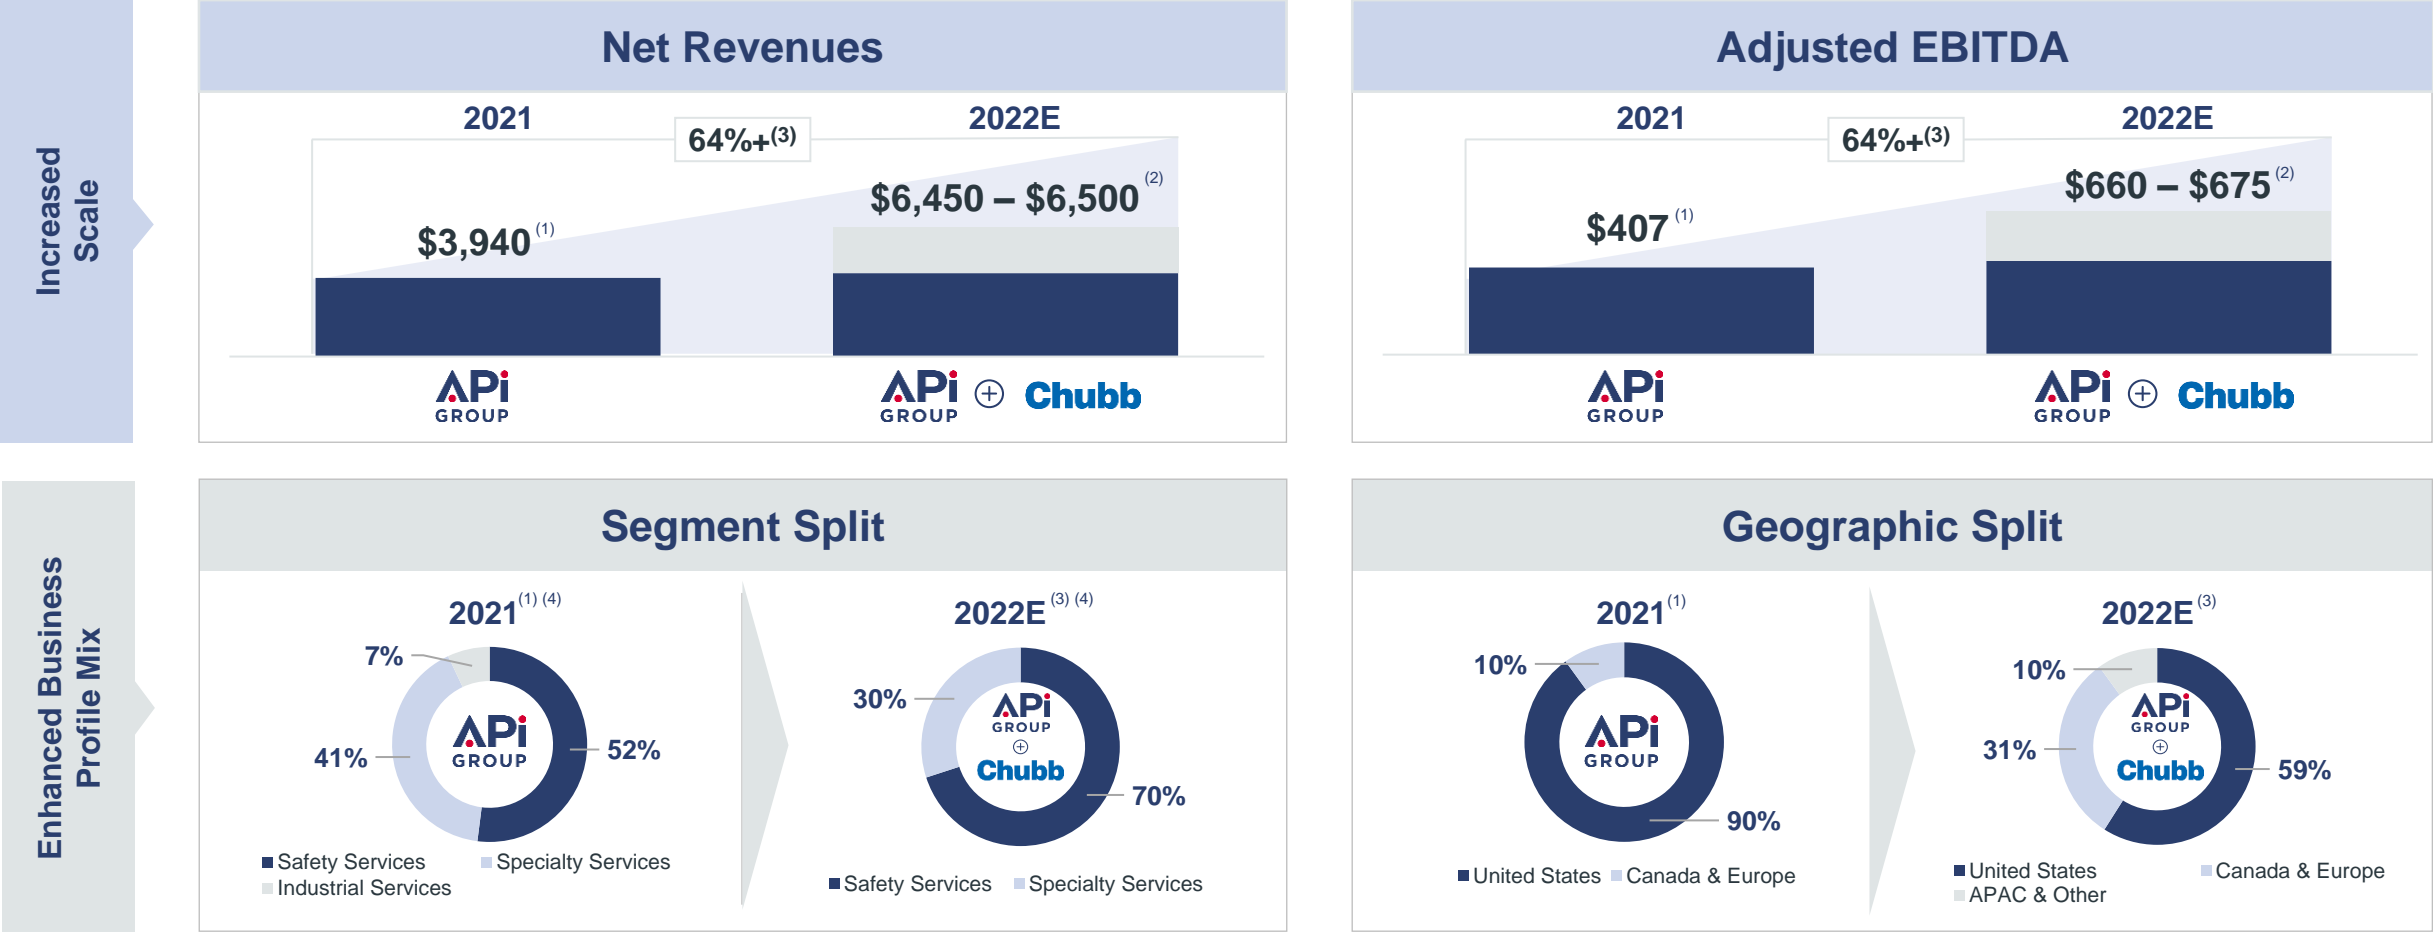 Increased
Scale
Net Revenues
2021
64%+(3)
2022E
$3,940 (1)
$6,450 – $6,500 (2)
APi
GROUP
APi
GROUP
+
Chubb
Adjusted EBITDA
2021
64%+(3)
2022E
$407 (1)
$660 – $675 (2)
APi
GROUP
APi
GROUP
+
Chubb
Enhanced Business
Profile Mix
Segment Split
2021(1) (4)
7%
41%
52%
APi
GROUP
Safety Services
Specialty Services
Industrial Services
2022E (3) (4)
30%
70%
APi
GROUP
+
Chubb
Safety Services
Specialty Services
Geographic Split
2021(1)
10%
90%
APi
GROUP
United States
Canada & Europe
2022E (3)
10%
31%
59%
APi
GROUP
+
Chubb
United States
Canada & Europe
APAC & Other